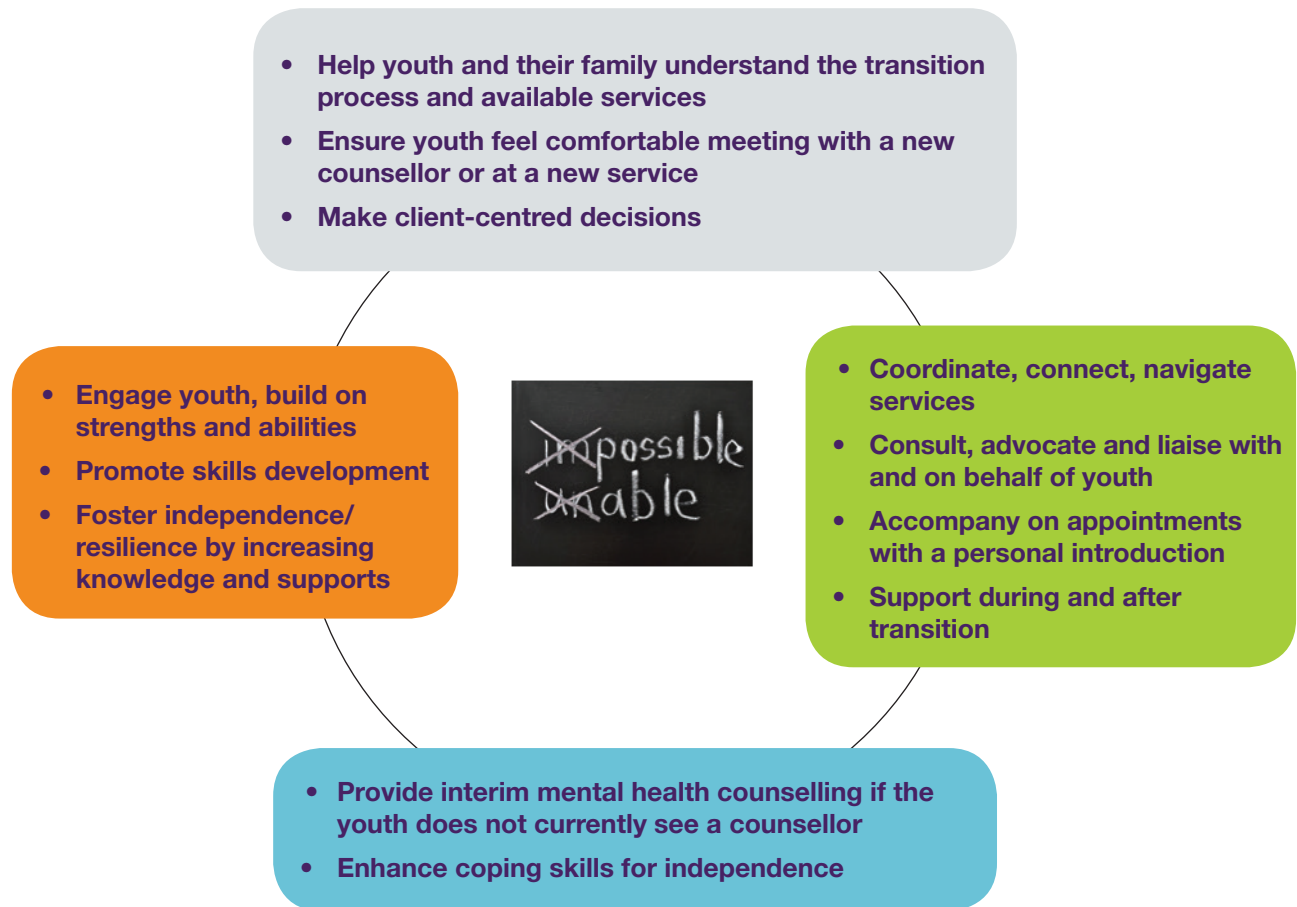 • Help youth and their family understand the transition
process and available services
• Ensure youth feel comfortable meeting with a new
counsellor or at a new service
• Make client-centred decisions
• Engage youth, build on
strengths and abilities
• Promote skills development
• Foster independence/
resilience by increasing
knowledge and supports
impossible
unable
• Coordinate, connect, navigate
services
• Consult, advocate and liaise with
and on behalf of youth
• Accompany on appointments
with a personal introduction
• Support during and after
transition
• Provide interim mental health counselling if the
youth does not currently see a counsellor
• Enhance coping skills for independence